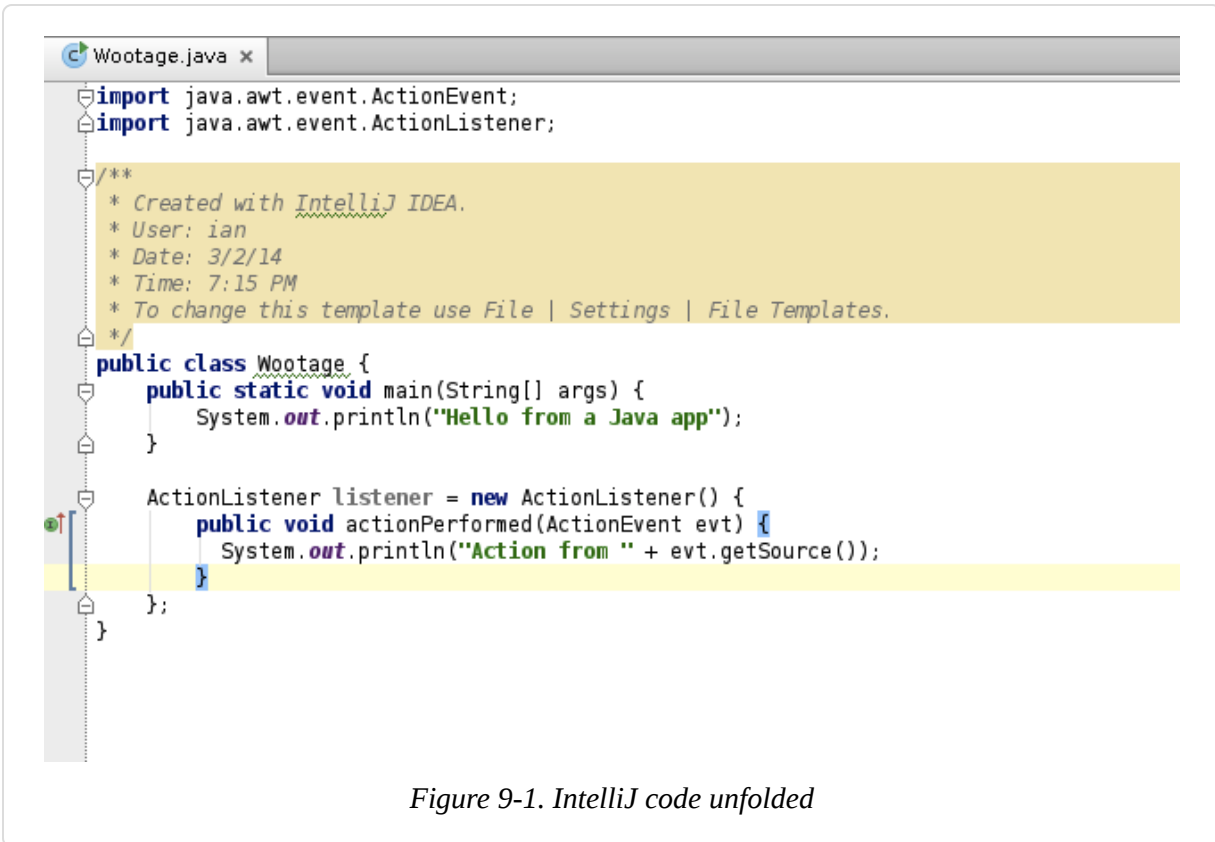 Wootage.java
import java.awt.event.ActionEvent;
import java.awt.event.ActionListener;
/**
 * Created with IntelliJ IDEA.
 * User: ian
 * Date: 3/2/14
 * Time: 7:15 PM
 * To change this template use File | Settings | File Templates.
 */
public class Wootage {
    public static void main(String[] args) {
        System.out.println("Hello from a Java app");
    }
    ActionListener listener = new ActionListener() {
        public void actionPerformed(ActionEvent evt) {
          System.out.println("Action from " + evt.getSource());
        }
    };
}
Figure 9-1. IntelliJ code unfolded